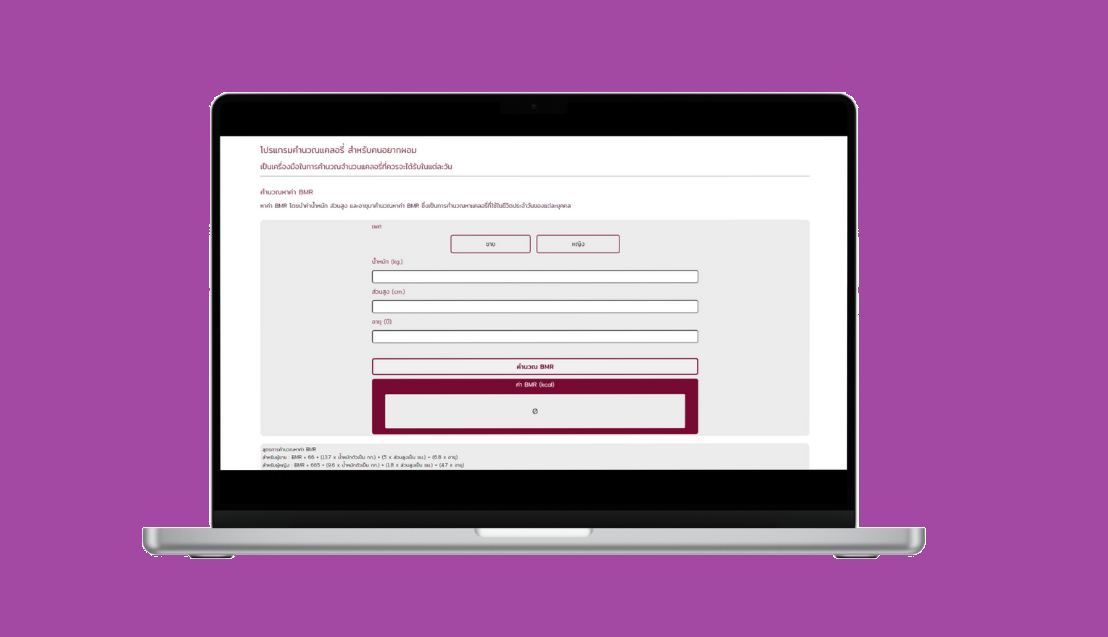 โปรแกรมคำนวณแคลอรี่ สำหรับคนอยากผอม
เป็นเครื่องมือในการคำนวณจำนวนแคลอรี่ที่ควรจะได้รับในแต่ละวัน
คำนวณหาค่า BMR
หาค่า BMR โดยนำค่าน้ำหนัก ส่วนสูง และอายุมาคำนวณหาค่า BMR ซึ่งเป็นการคำนวณหาแคลอรี่ที่ใช้ในชีวิตประจำวันของแต่ละบุคคล
เพศ
ชาย หญิง
น้ำหนัก (kg.)
ส่วนสูง (cm.)
อายุ (ปี)
คำนวณ BMR
ค่า BMR (kcal)
0
สูตรการคำนวณหาค่า BMR
สำหรับผู้ชาย : BMR = 66 + (13.7 x น้ำหนักตัวเป็น กก.) + (5 x ส่วนสูงเป็น ซม.) – (6.8 x อายุ)
สำหรับผู้หญิง : BMR = 665 + (9.6 x น้ำหนักตัวเป็น กก.) + (1.8 x ส่วนสูงเป็น ซม.) – (4.7 x อายุ)